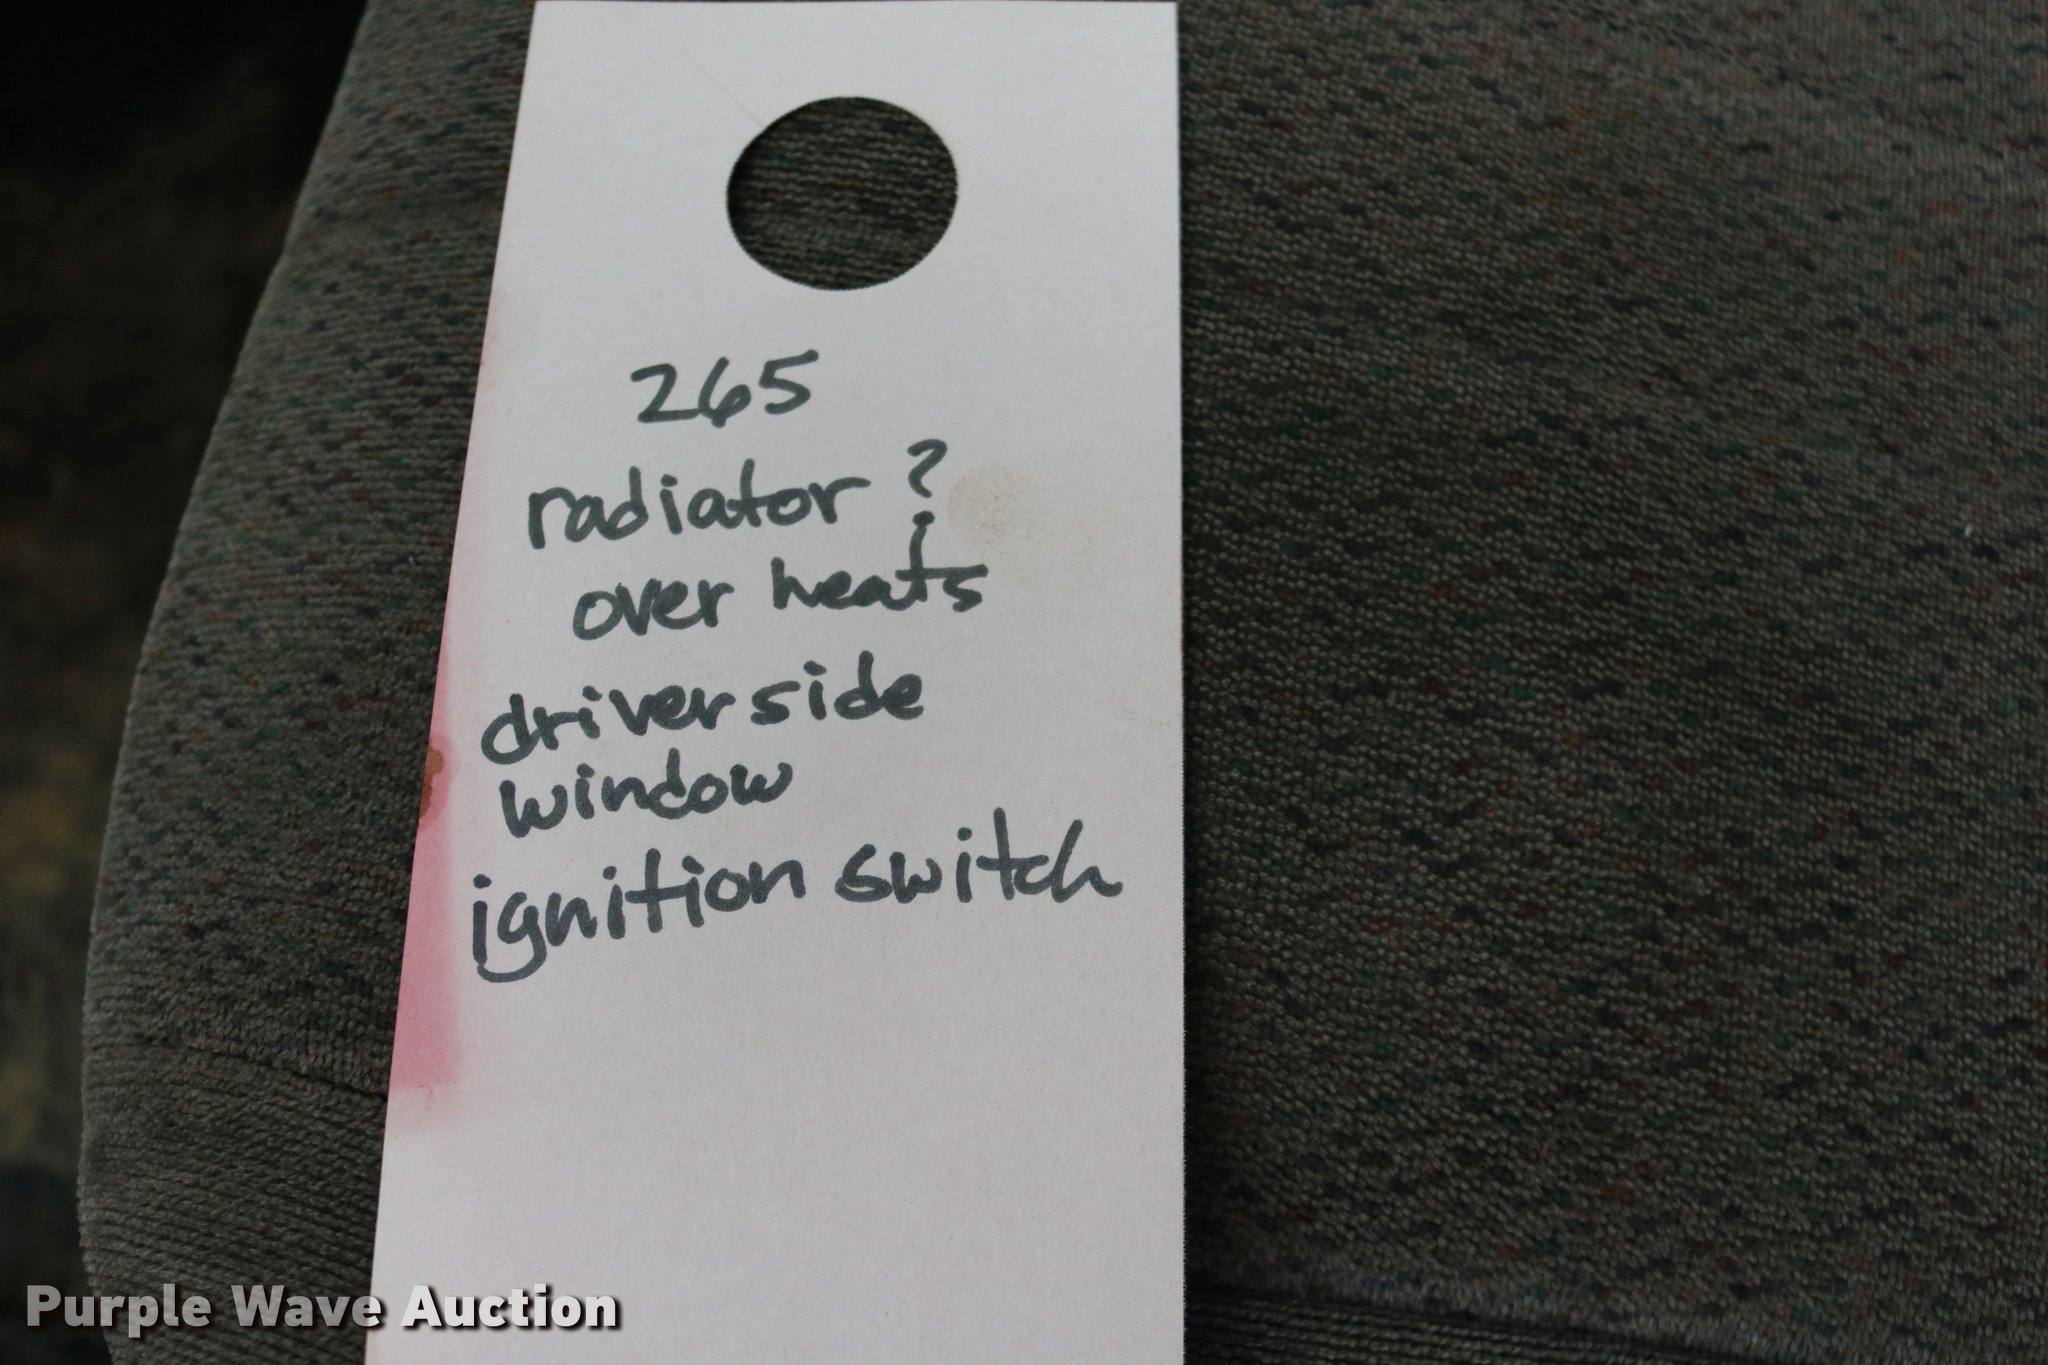 265
radiator ?
over heats
driver side
window
ignition switch
Purple Wave Auction